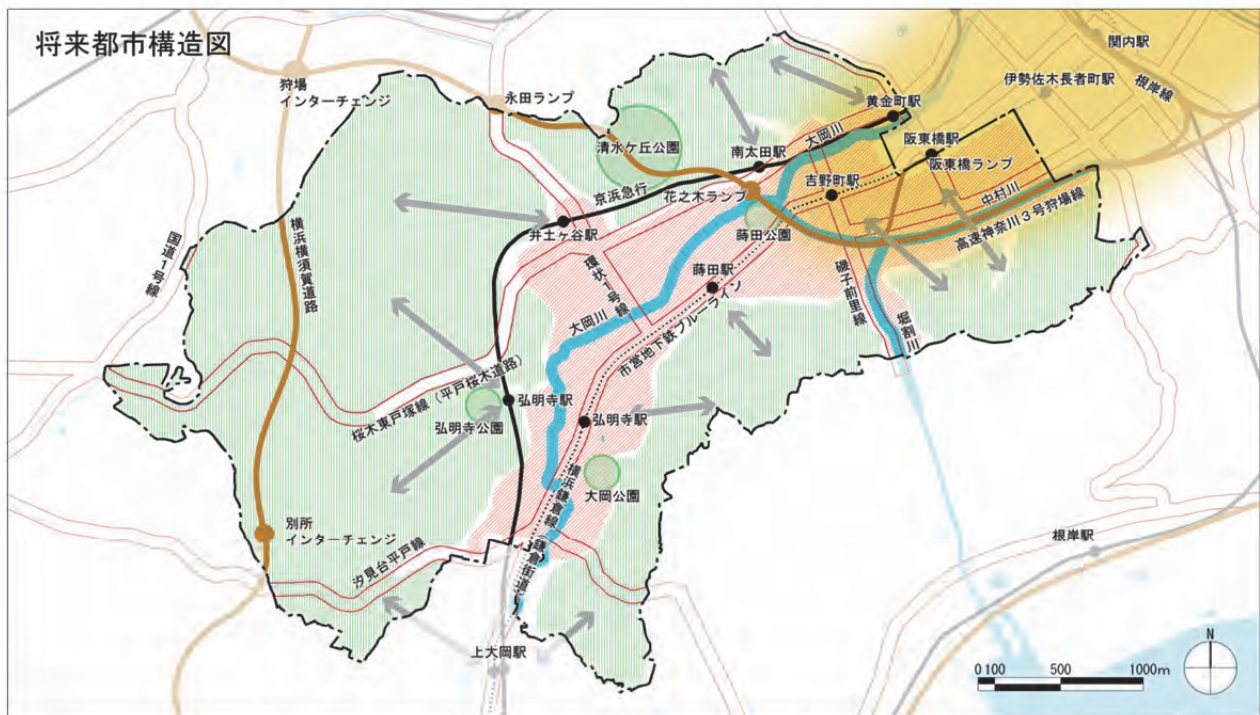 将来都市構造図
関内駅
狩場
インターチェンジ
永田ランプ
伊勢佐木長者町駅
根岸線
黄金町駅
大岡川
清水ケ丘公園
南太田駅
阪東橋駅
阪東橋ランプ
京浜急行
花之木ランプ
吉野町駅
中村川
高速神奈川3号狩場線
井土ヶ谷駅
蒔田公園
国道1号線
横浜横須賀道路
環状1号線
蒔田駅
磯子前里線
堀割川
大岡川
市営地下鉄ブルーライン
桜木東戸塚線(平戸桜木道路)
弘明寺駅
弘明寺公園
弘明寺駅
大岡公園
横浜鎌倉線(鎌倉街道)
別所
インターチェンジ
汐見台平戸線
根岸駅
上大岡駅
N
0 100 500 1000m